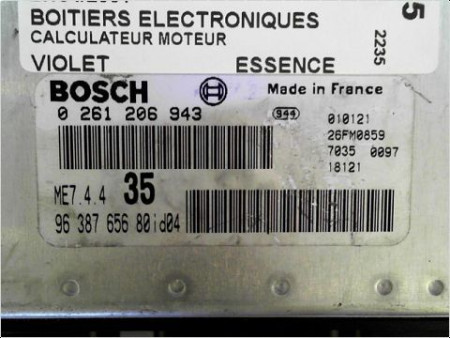 5
BOITIERS ELECTRONIQUES
CALCULATEUR MOTEUR
2235
VIOLET ESSENCE
BOSCH Made in France
0 261 206 943 944 010121
26FM0859
7035 0097
18121
ME7.4.4 35
96 387 656 80id04